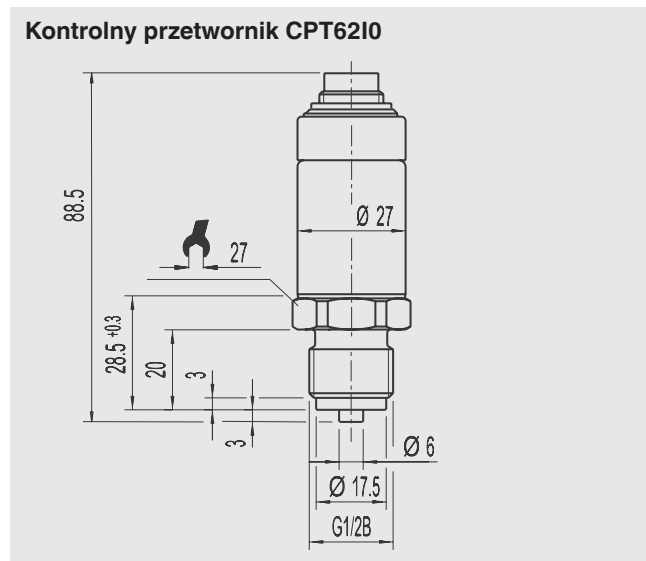 Kontrolny przetwornik CPT62I0
88.5
Ø 27
27
28.5 +0.3
20
3
3
Ø 6
Ø 17.5
G1/2B